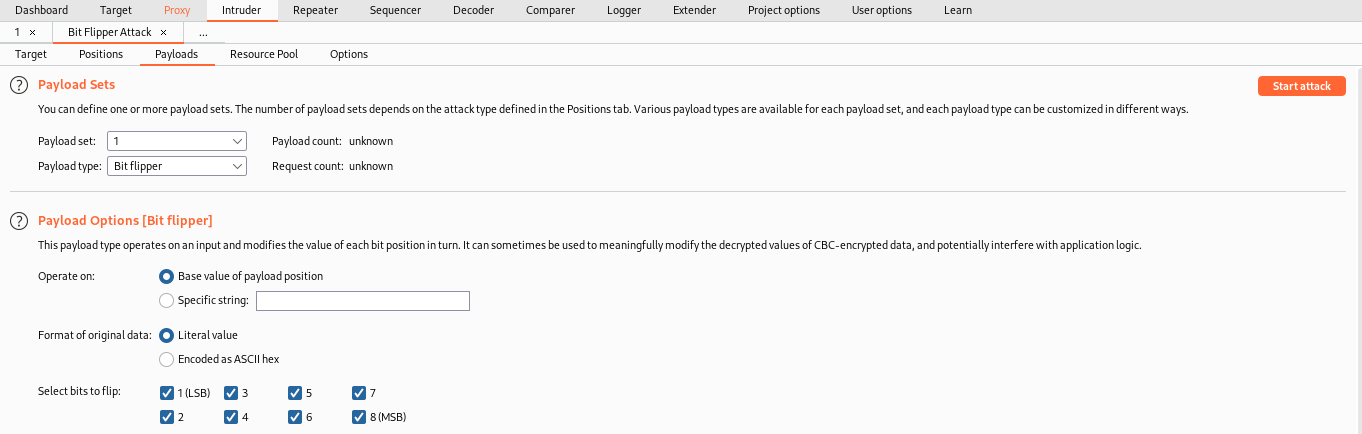 Dashboard Target Proxy Intruder Repeater Sequencer Decoder Comparer Logger Extender Project options User options Learn
1 × Bit Flipper Attack × ...
Target Positions Payloads Resource Pool Options
? Payload Sets Start attack
You can define one or more payload sets. The number of payload sets depends on the attack type defined in the Positions tab. Various payload types are available for each payload set, and each payload type can be customized in different ways.
Payload set: 1 Payload count: unknown
Payload type: Bit flipper Request count: unknown
? Payload Options [Bit flipper]
This payload type operates on an input and modifies the value of each bit position in turn. It can sometimes be used to meaningfully modify the decrypted values of CBC-encrypted data, and potentially interfere with application logic.
Operate on: Base value of payload position
Specific string:
Format of original data: Literal value
Encoded as ASCII hex
Select bits to flip: 1 (LSB) 3 5 7
2 4 6 8 (MSB)